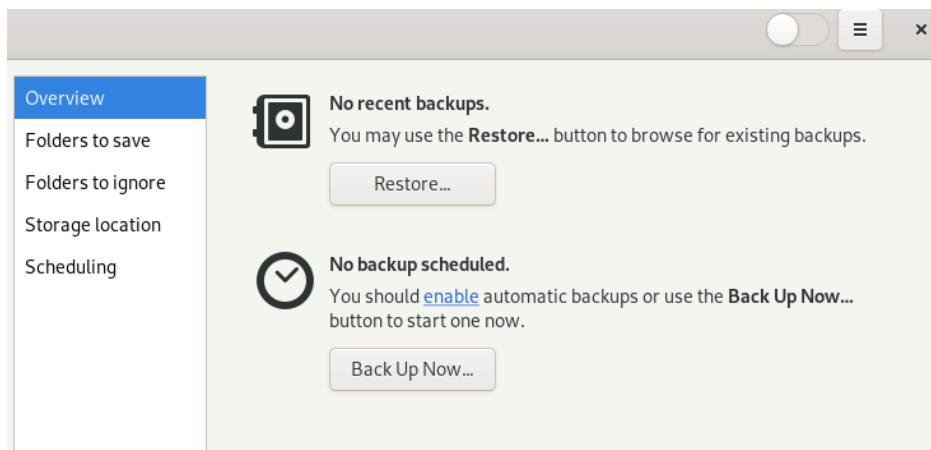 Overview
Folders to save
Folders to ignore
Storage location
Scheduling
No recent backups.
You may use the Restore... button to browse for existing backups.
Restore...
No backup scheduled.
You should enable automatic backups or use the Back Up Now...
button to start one now.
Back Up Now...